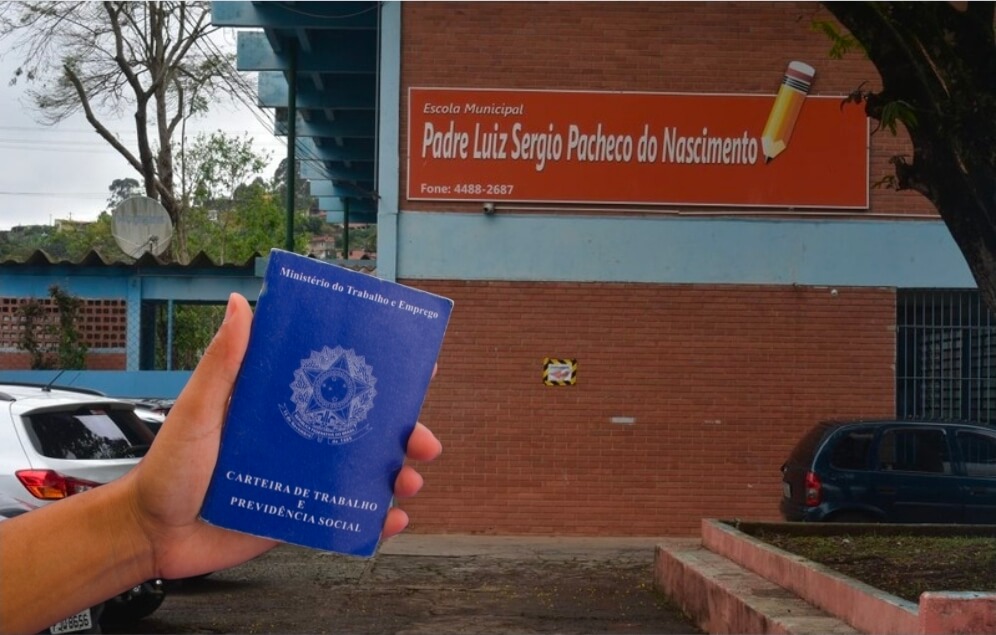 Escola Municipal
Padre Luiz Sergio Pacheco do Nascimento
Fone: 4488-2687
Ministério do Trabalho e Emprego
CARTEIRA DE TRABALHO
E
PREVIDÊNCIA SOCIAL